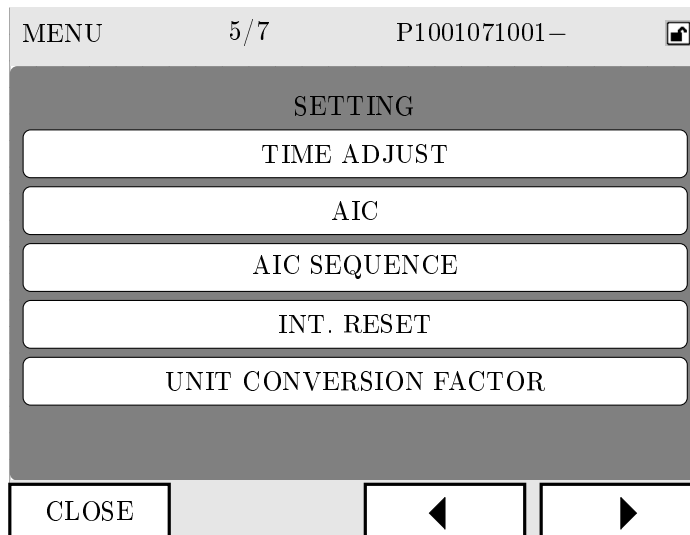 MENU 5/7 P1001071001−
SETTING
TIME ADJUST
AIC
AIC SEQUENCE
INT. RESET
UNIT CONVERSION FACTOR
CLOSE